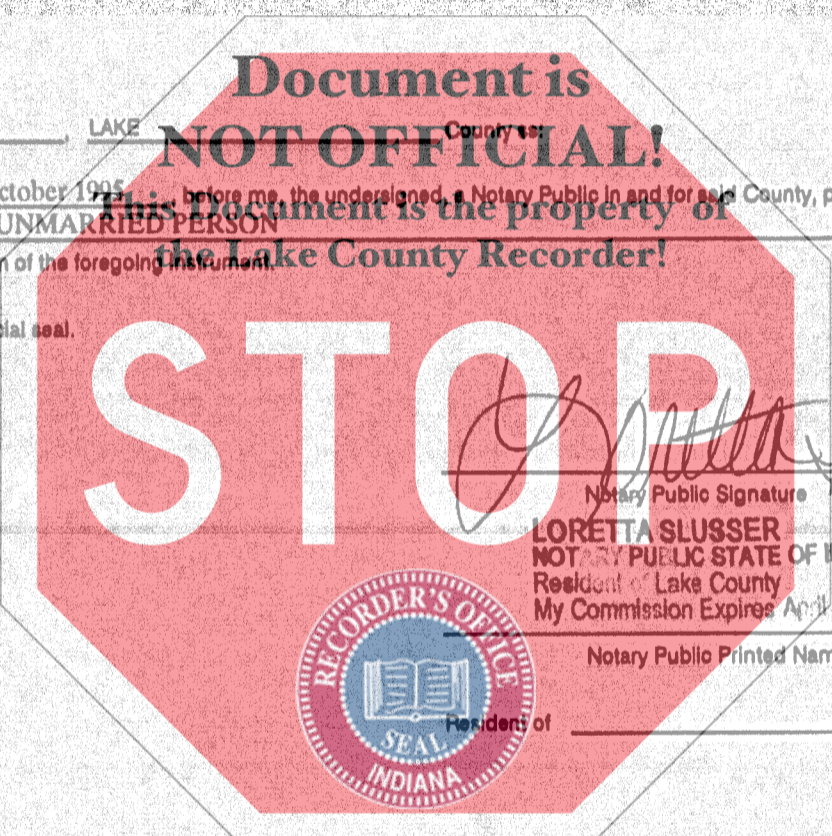 Document is
LAKE County ss:
NOT OFFICIAL!
ctober 1995 before me, the undersigned, a Notary Public in and for said County, p
This Document is the property of
UNMARRIED PERSON
the Lake County Recorder!
n of the foregoing instrument.
cial seal.
STOP
Notary Public Signature
LORETTA SLUSSER
NOTARY PUBLIC STATE OF I
Resident of Lake County
My Commission Expires April
Notary Public Printed Nam
RECORDER'S OFFICE
Resident of
SEAL
INDIANA